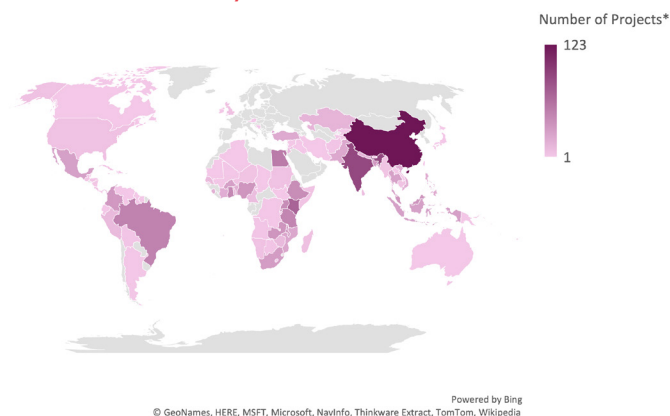 Number of Projects*
123
1
Powered by Bing
© GeoNames, HERE, MSFT, Microsoft, NavInfo, Thinkware Extract, TomTom, Wikipedia